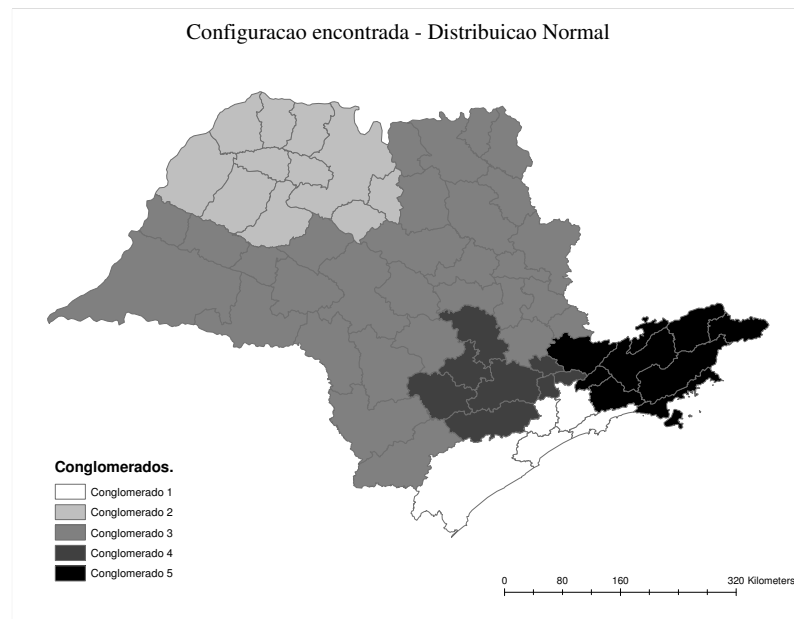 Configuracao encontrada - Distribuicao Normal
Conglomerados.
Conglomerado 1
Conglomerado 2
Conglomerado 3
Conglomerado 4
Conglomerado 5
0 80 160 320 Kilometers